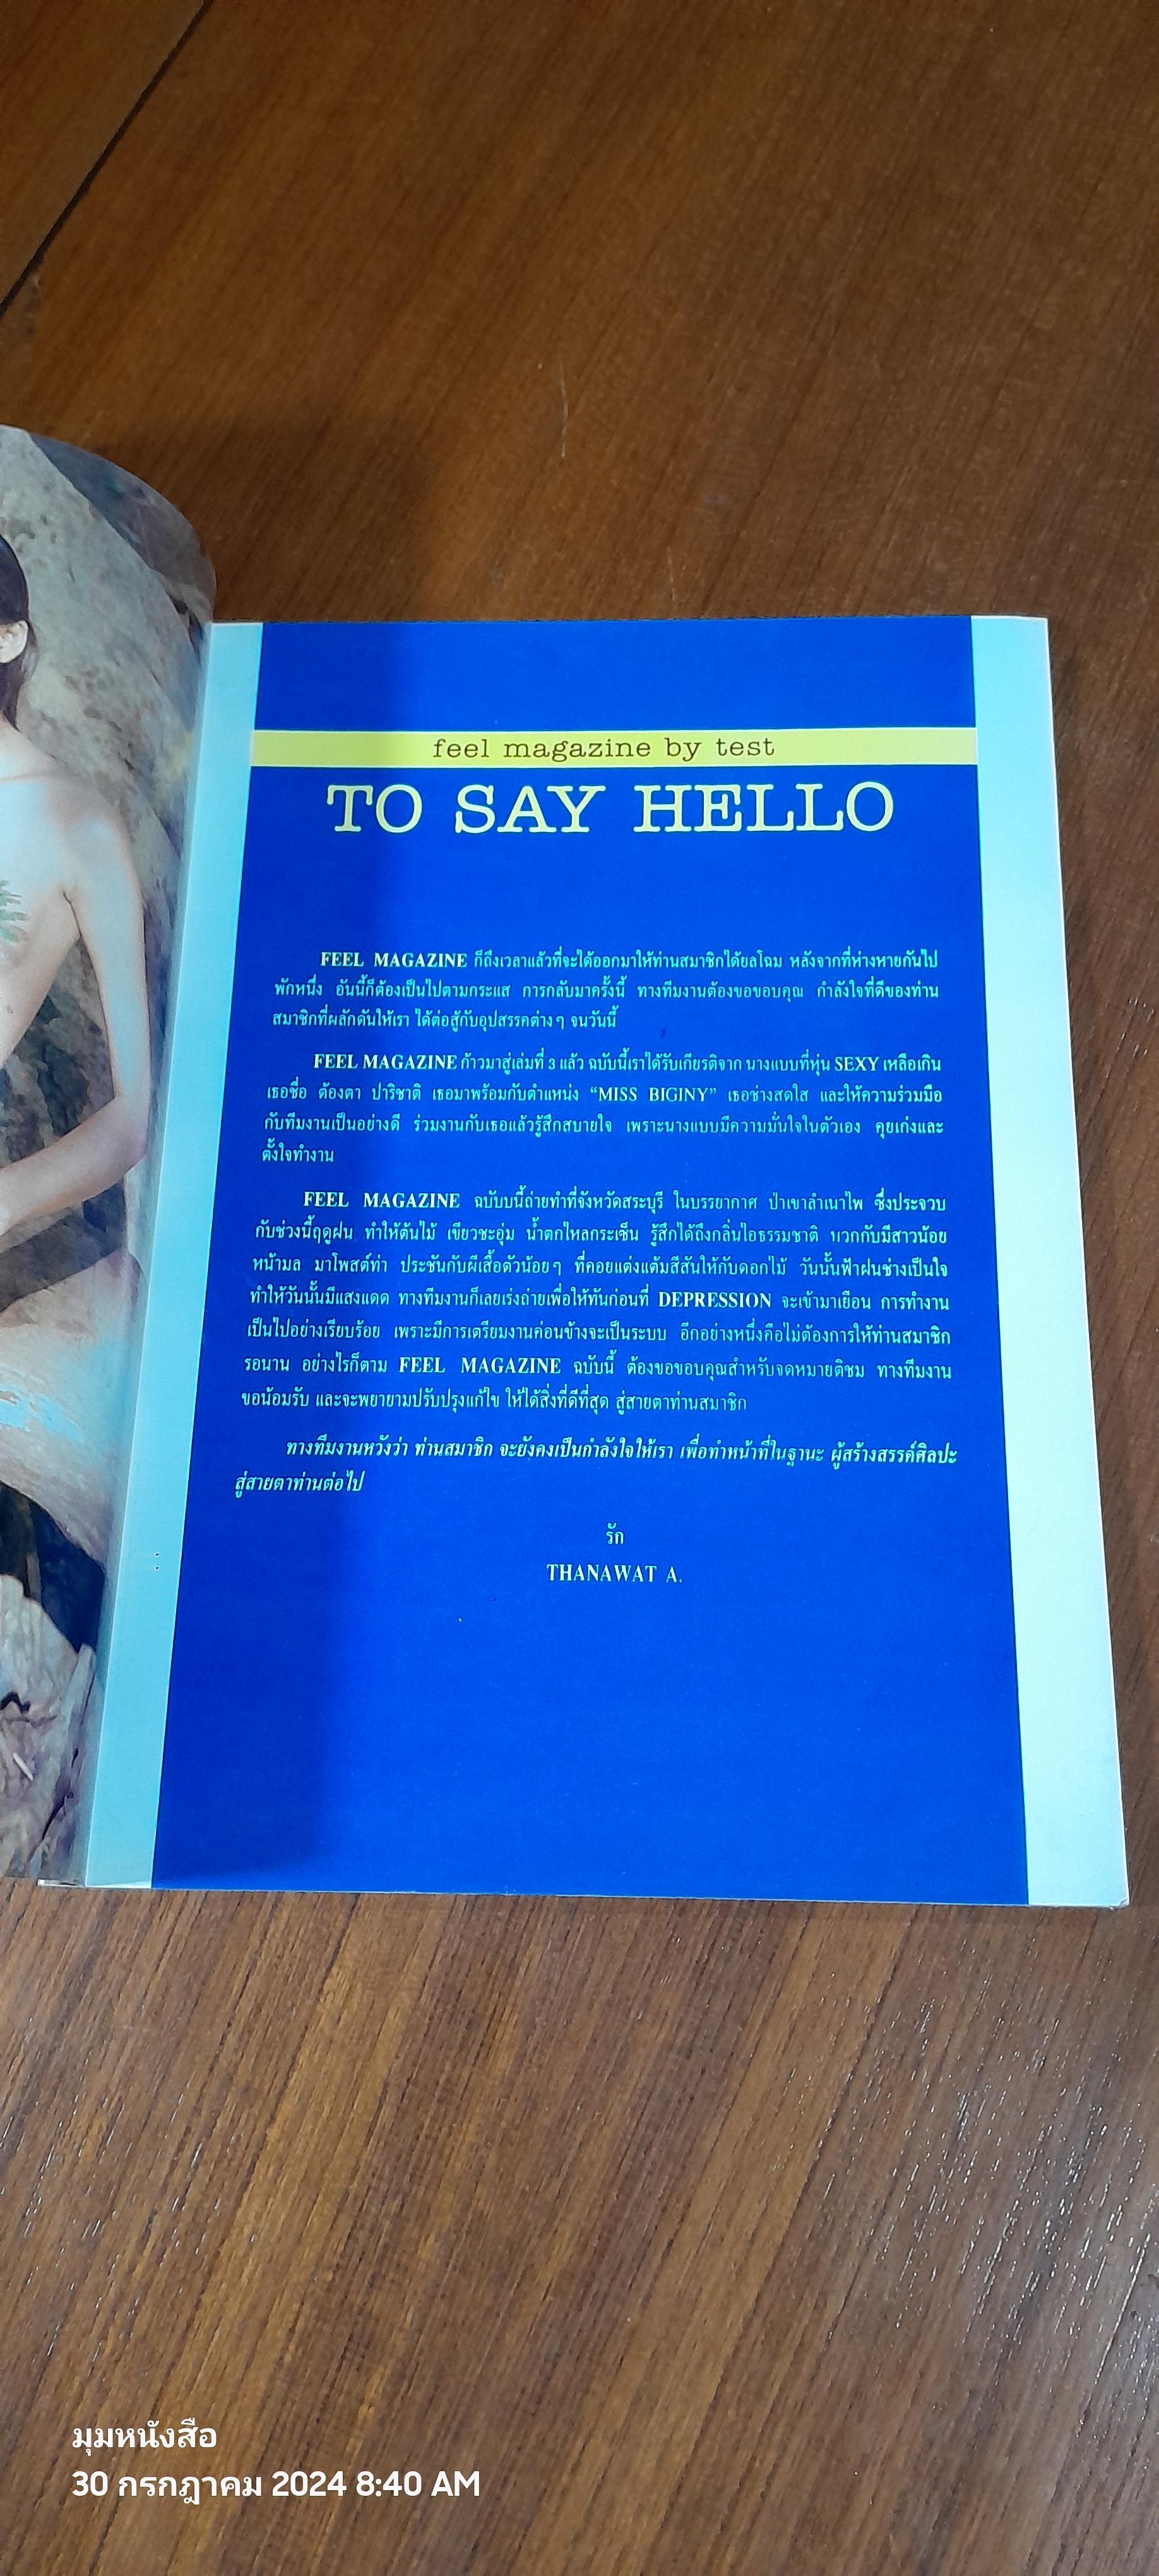 feel magazine by test
TO SAY HELLO
FEEL MAGAZINE ก็ถึงเวลาแล้วที่จะได้ออกมาให้ท่านสมาชิกได้ยลโฉม หลังจากที่ห่างหายกันไป
พักหนึ่ง อันนี้ก็ต้องเป็นไปตามกระแส การกลับมาครั้งนี้ ทางทีมงานต้องขอขอบคุณ กำลังใจที่ดีของท่าน
สมาชิกที่ผลักดันให้เรา ได้ต่อสู้กับอุปสรรคต่างๆ จนวันนี้
FEEL MAGAZINE ก้าวมาสู่เล่มที่ 3 แล้ว ฉบับนี้เราได้รับเกียรติจาก นางแบบที่หุ่น SEXY เหลือเกิน
เธอชื่อ ต้องตา ปาริชาติ เธอมาพร้อมกับตำแหน่ง “MISS BIGINY” เธอช่างสดใส และให้ความร่วมมือ
กับทีมงานเป็นอย่างดี ร่วมงานกับเธอแล้วรู้สึกสบายใจ เพราะนางแบบมีความมั่นใจในตัวเอง คุยเก่งและ
ตั้งใจทำงาน
FEEL MAGAZINE ฉบับบนี้ถ่ายทำที่จังหวัดสระบุรี ในบรรยากาศ ป่าเขาลำเนาไพ ซึ่งประจวบ
กับช่วงนี้ฤดูฝน ทำให้ต้นไม้ เขียวชะอุ่ม น้ำตกไหลกระเซ็น รู้สึกได้ถึงกลิ่นไอธรรมชาติ บวกกับมีสาวน้อย
หน้ามล มาโพสต์ท่า ประชันกับผีเสื้อตัวน้อยๆ ที่คอยแต่งแต้มสีสันให้กับดอกไม้ วันนั้นฟ้าฝนช่างเป็นใจ
ทำให้วันนั้นมีแสงแดด ทางทีมงานก็เลยเร่งถ่ายเพื่อให้ทันก่อนที่ DEPRESSION จะเข้ามาเยือน การทำงาน
เป็นไปอย่างเรียบร้อย เพราะมีการเตรียมงานค่อนข้างจะเป็นระบบ อีกอย่างหนึ่งคือไม่ต้องการให้ท่านสมาชิก
รอนาน อย่างไรก็ตาม FEEL MAGAZINE ฉบับนี้ ต้องขอขอบคุณสำหรับจดหมายติชม ทางทีมงาน
ขอน้อมรับ และจะพยายามปรับปรุงแก้ไข ให้ได้สิ่งที่ดีที่สุด สู่สายตาท่านสมาชิก
ทางทีมงานหวังว่า ท่านสมาชิก จะยังคงเป็นกำลังใจให้เรา เพื่อทำหน้าที่ในฐานะ ผู้สร้างสรรค์ศิลปะ
สู่สายตาท่านต่อไป
รัก
THANAWAT A.
มุมหนังสือ
30 กรกฎาคม 2024 8:40 AM